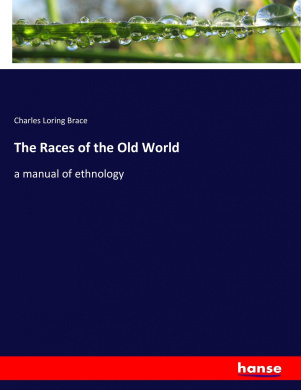 Charles Loring Brace
The Races of the Old World
a manual of ethnology
hanse